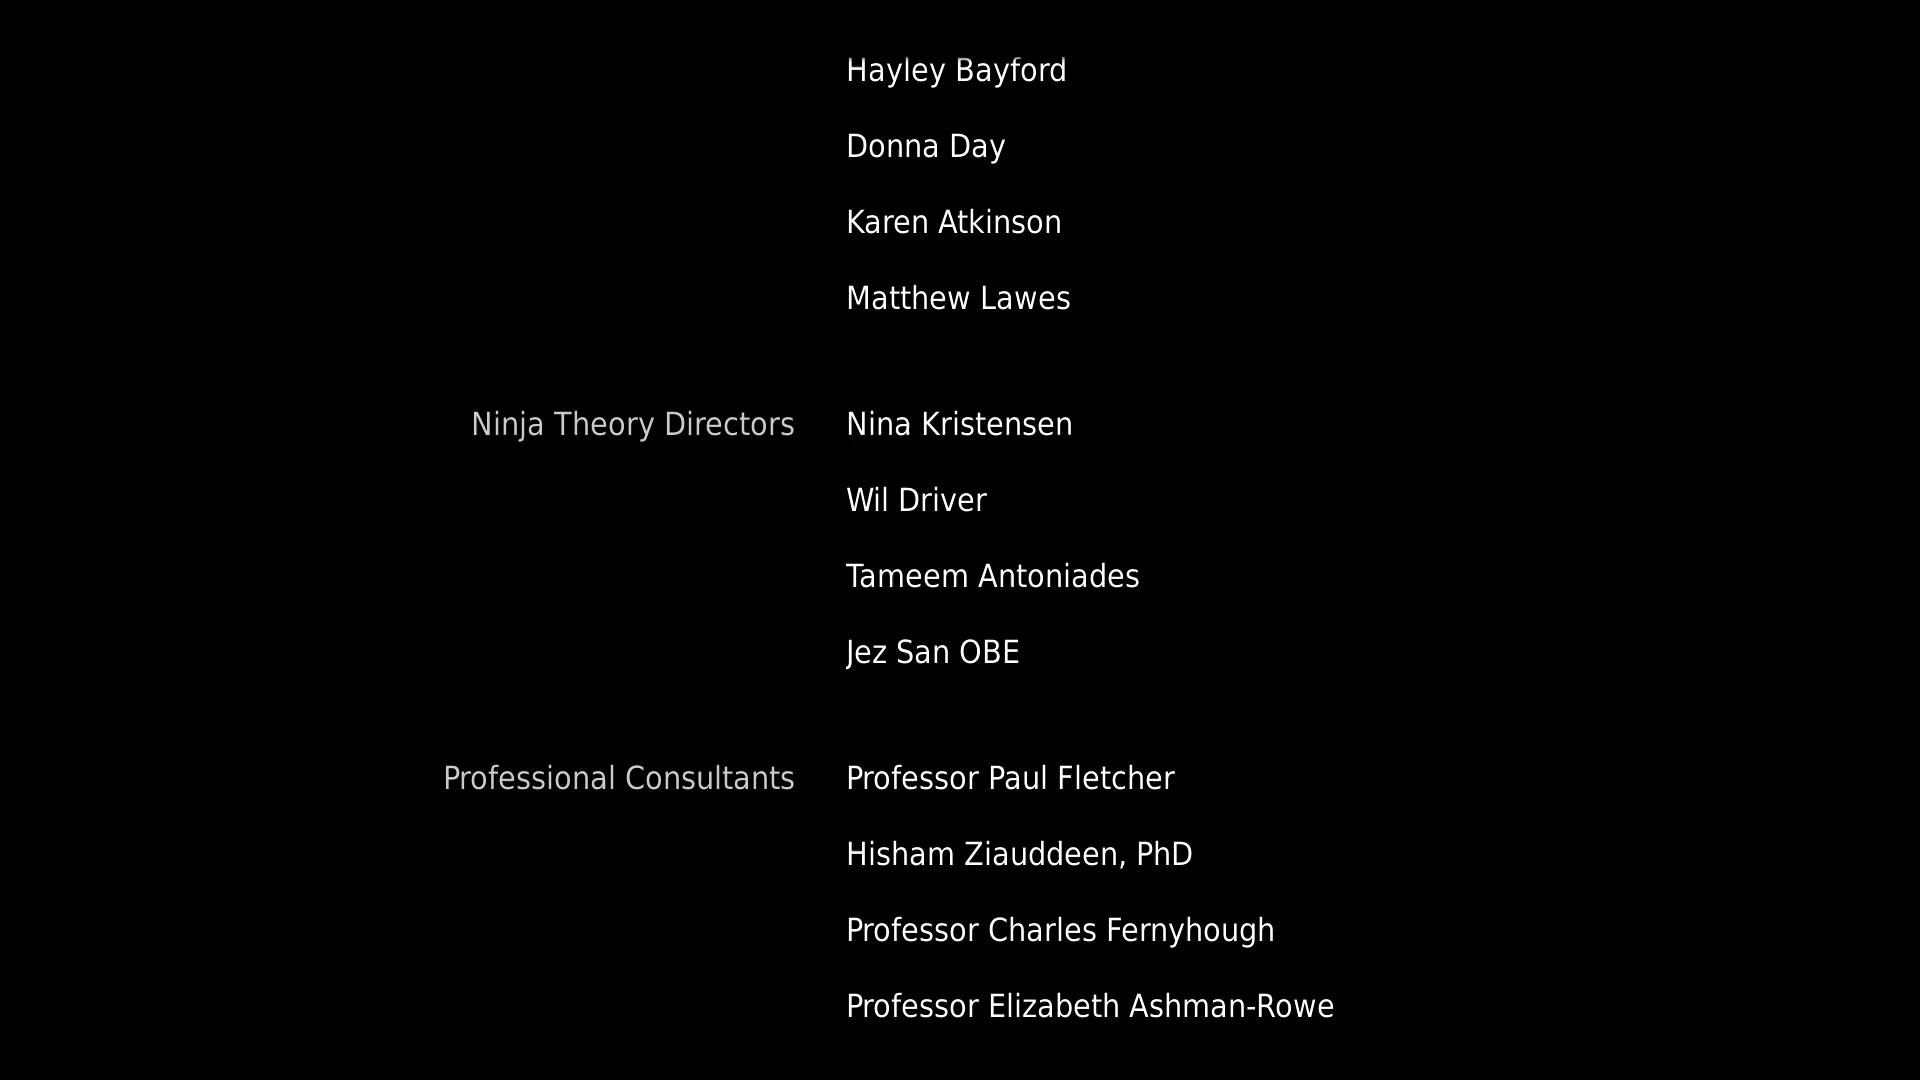 Hayley Bayford
Donna Day
Karen Atkinson
Matthew Lawes
Ninja Theory Directors Nina Kristensen
Wil Driver
Tameem Antoniades
Jez San OBE
Professional Consultants Professor Paul Fletcher
Hisham Ziauddeen, PhD
Professor Charles Fernyhough
Professor Elizabeth Ashman-Rowe